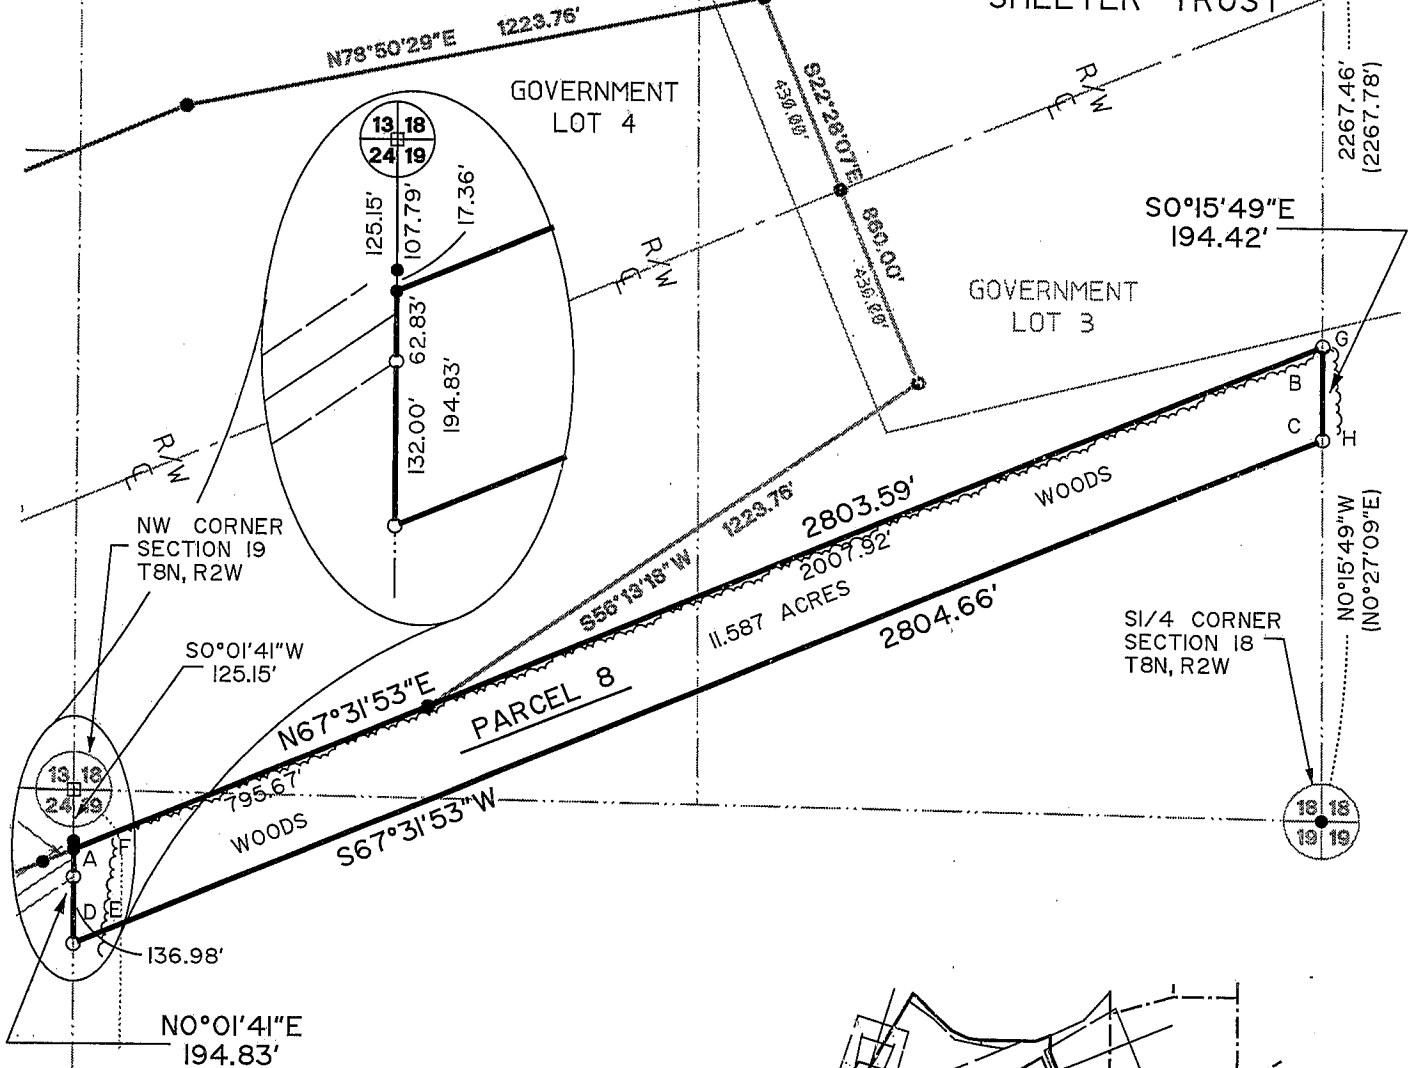 SHELTER TRUST
N78°50'29"E 1223.76'
GOVERNMENT
LOT 4
13 18
24 19
125.15'
107.79'
17.36'
62.83'
194.83'
132.00'
S22°28'07"E 860.00'
430.00'
430.00'
R/W
R/W
R/W
2267.46'
(2267.78')
S0°15'49"E
194.42'
GOVERNMENT
LOT 3
G
B
C
H
NW CORNER
SECTION 19
T8N, R2W
S0°01'41"W
125.15'
S56°13'18"W 1223.76'
2803.59'
2007.92'
WOODS
11.587 ACRES
2804.66'
N0°15'49"W
(N0°27'09"E)
S1/4 CORNER
SECTION 18
T8N, R2W
N67°31'53"E
PARCEL 8
795.67'
WOODS
S67°31'53"W
13 18
24 19
18 18
19 19
A
F
D
E
136.98'
N0°01'41"E
194.83'